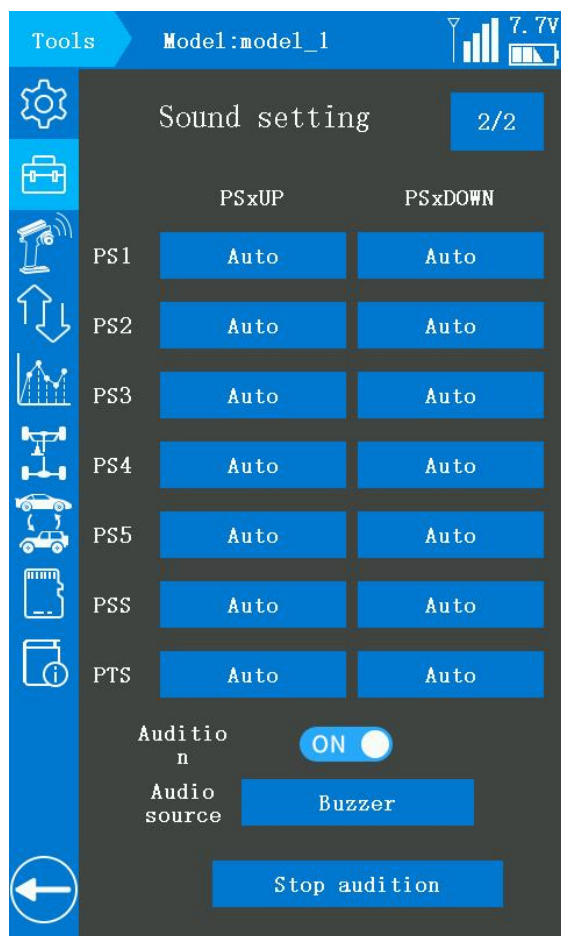 Tools Model:model_1 7.7V
Sound setting 2/2
PSxUP PSxDOWN
PS1 Auto Auto
PS2 Auto Auto
PS3 Auto Auto
PS4 Auto Auto
PS5 Auto Auto
PSS Auto Auto
PTS Auto Auto
Auditio
n
ON
Audio
source
Buzzer
Stop audition